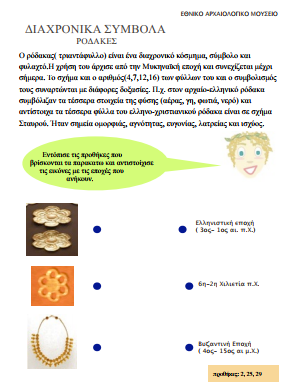 ΕΘΝΙΚΟ ΑΡΧΑΙΟΛΟΓΙΚΟ ΜΟΥΣΕΙΟ
ΔΙΑΧΡΟΝΙΚΑ ΣΥΜΒΟΛΑ
ΡΟΔΑΚΕΣ
Ο ρόδακας( τριαντάφυλλο) είναι ένα διαχρονικό κόσμημα, σύμβολο και
φυλαχτό.Η χρήση του άρχισε από την Μυκηναϊκή εποχή και συνεχίζεται μέχρι
σήμερα. Το σχήμα και ο αριθμός(4,7,12,16) των φύλλων του και ο συμβολισμός
τους συναρτώνται με διάφορες δοξασίες. Π.χ. στον αρχαιο-ελληνικό ρόδακα
συμβόλιζαν τα τέσσερα στοιχεία της φύσης (αέρας, γη, φωτιά, νερό) και
αντίστοιχα τα τέσσερα φύλλα του ελληνο-χριστιανικού ρόδακα είναι σε σχήμα
Σταυρού. Ήταν σημεία ομορφιάς, αγνότητας, ευγονίας, λατρείας και ισχύος.
Εντόπισε τις προθήκες που
βρίσκονται τα παρακατω και αντιστοίχισε
τις εικόνες με τις εποχές που
ανήκουν.
Ελληνιστική εποχή
( 3ος- 1ος αι. π.Χ.)
6η-2η Χιλιετία π.Χ.
Βυζαντινή Εποχή
( 4ος- 15ος αι μ.Χ.)
προθήκες: 2, 25, 29